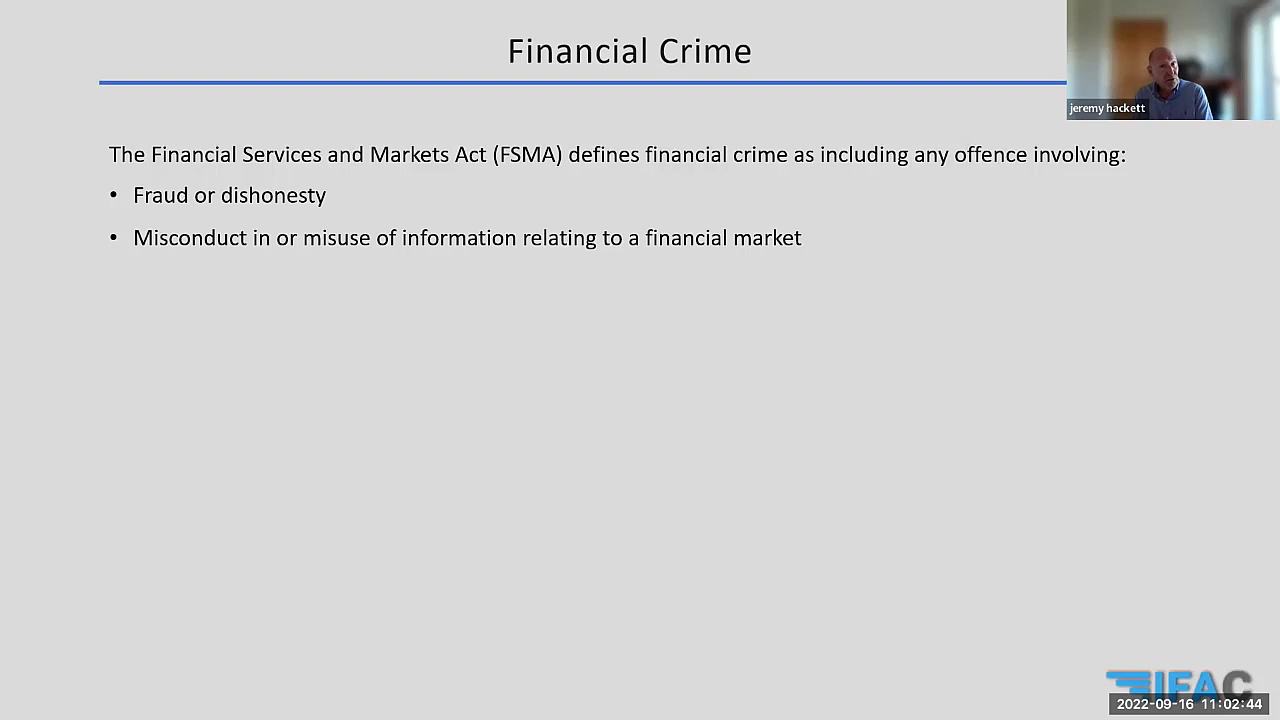 Financial Crime
jeremy hackett
The Financial Services and Markets Act (FSMA) defines financial crime as including any offence involving:
• Fraud or dishonesty
• Misconduct in or misuse of information relating to a financial market
IFAC
2022-09-16 11:02:44